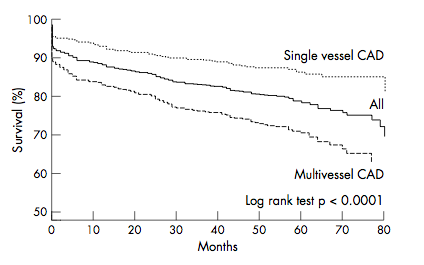 100
90
80
70
60
50
Survival (%)
Single vessel CAD
All
Multivessel CAD
Log rank test p < 0.0001
0 10 20 30 40 50 60 70 80
Months